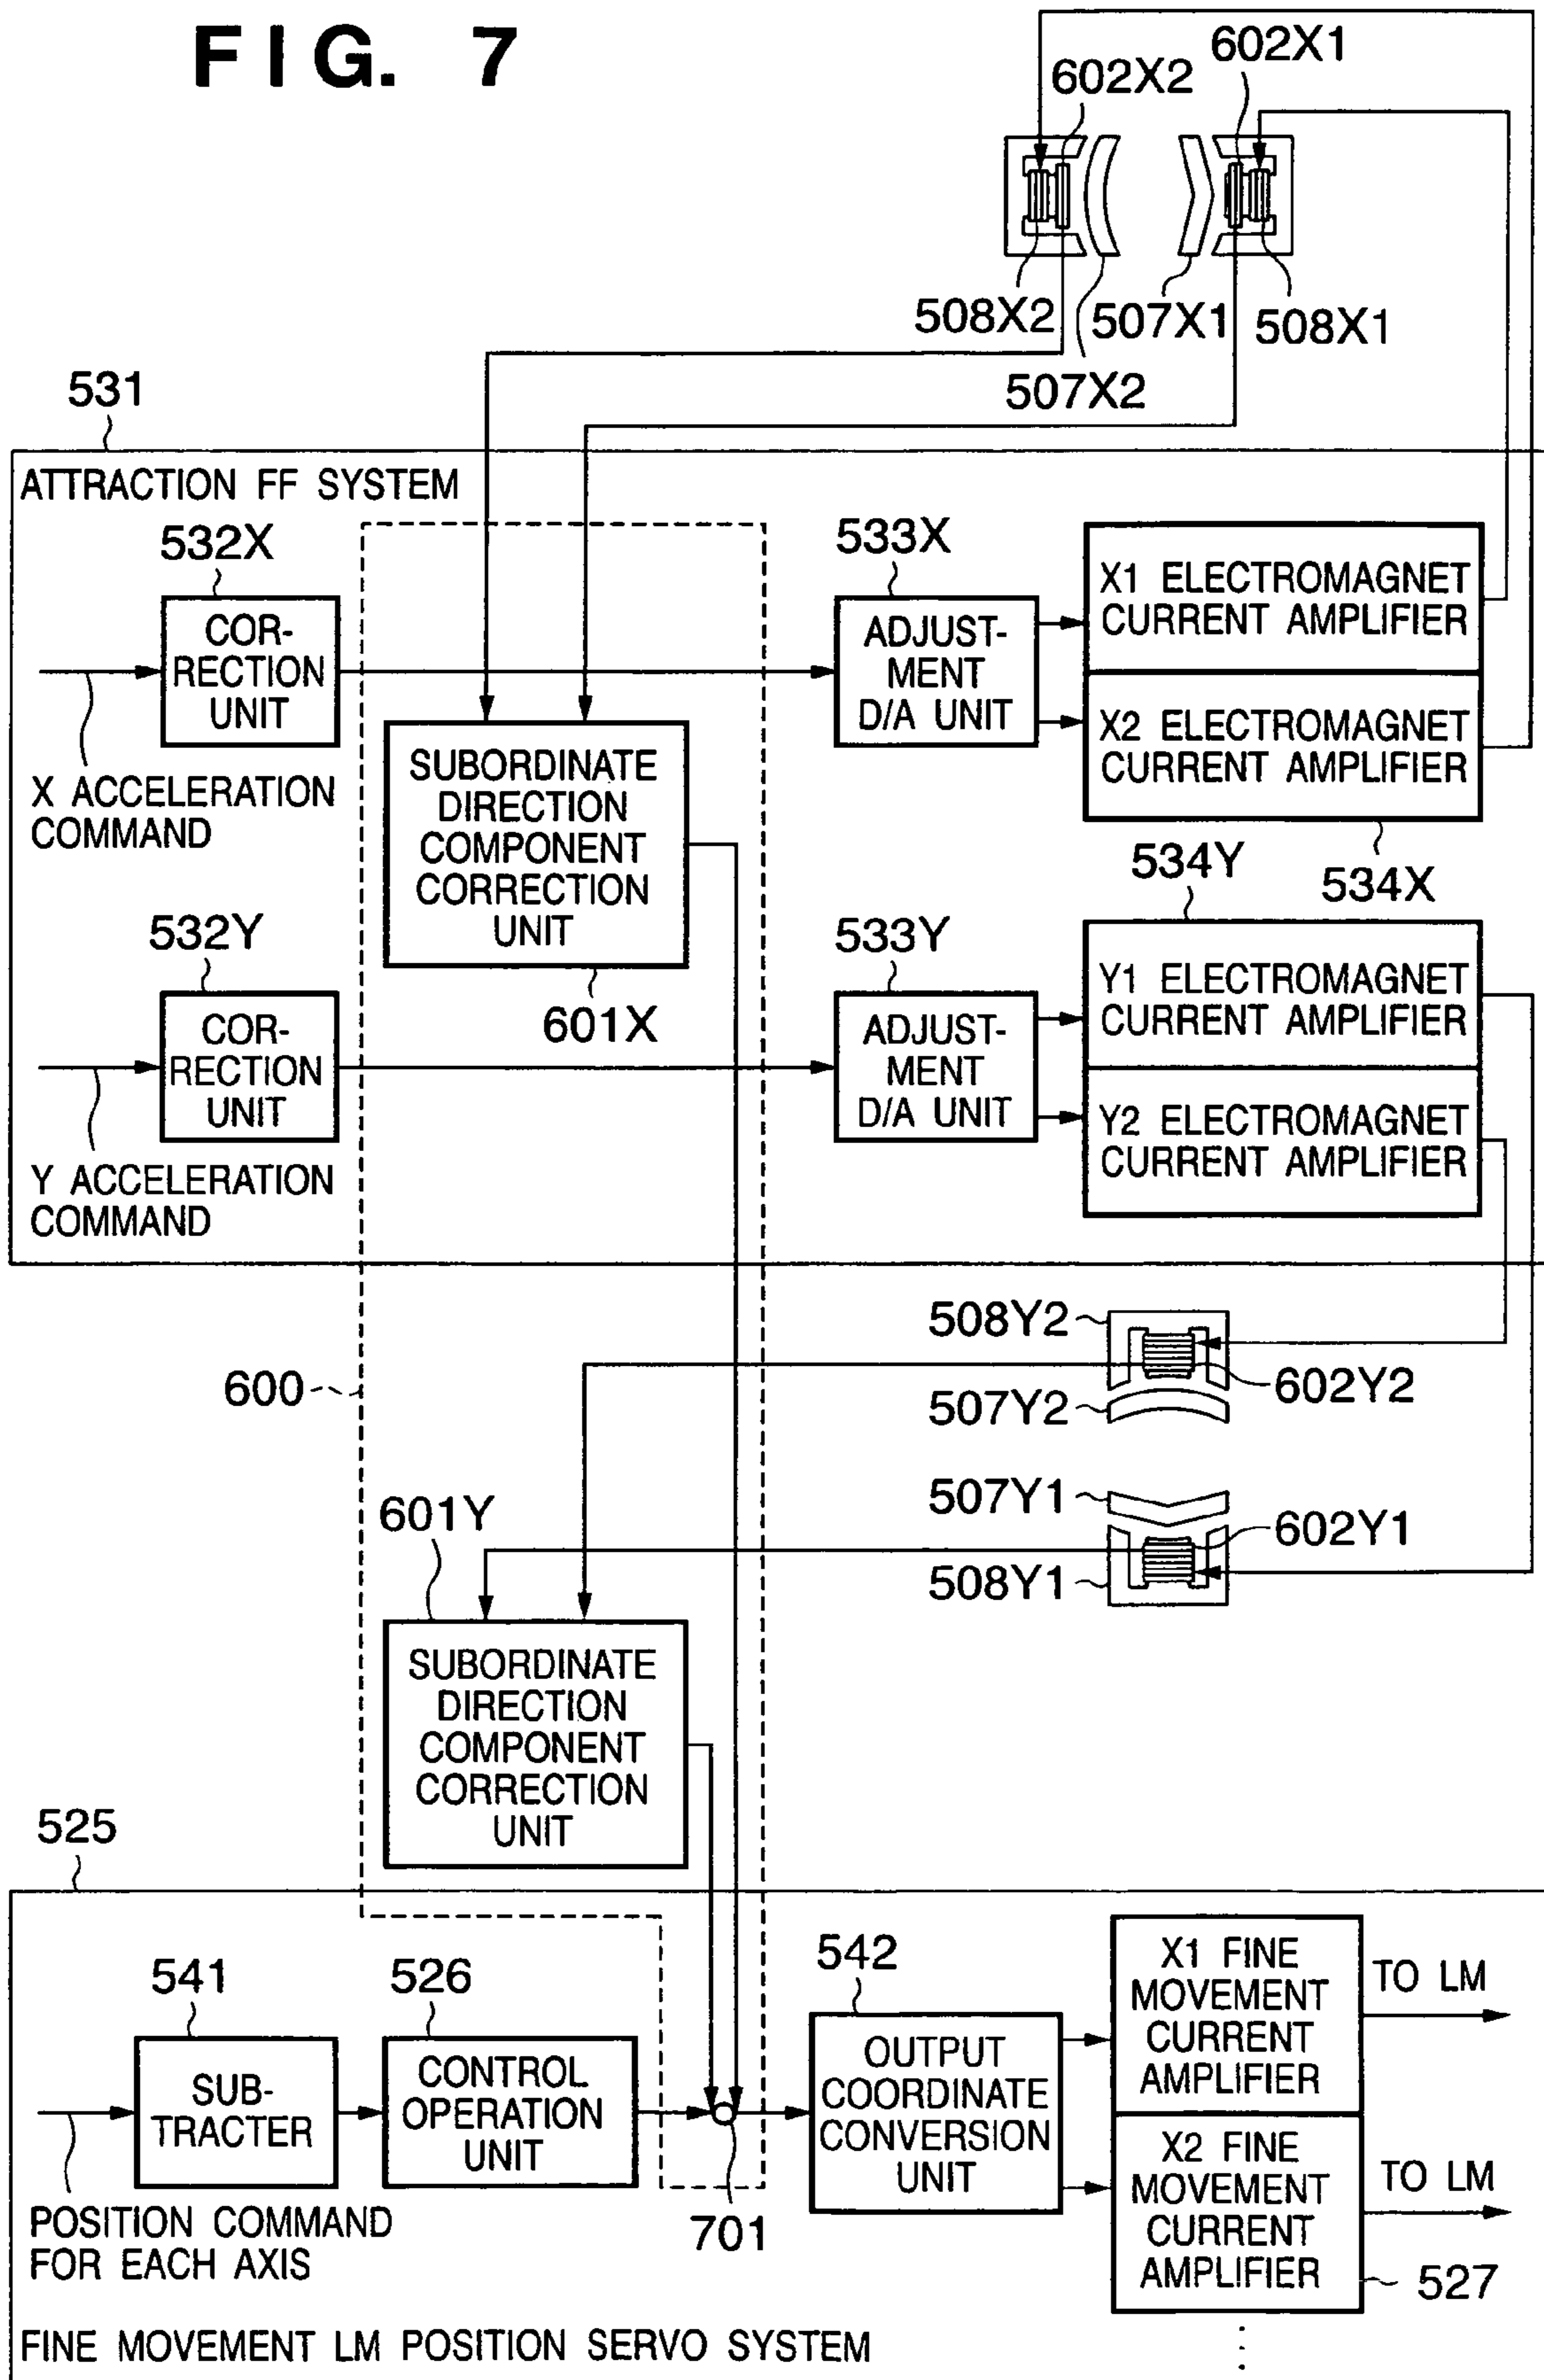 FIG. 7
602X1
602X2
508X2
507X1
508X1
507X2
531
ATTRACTION FF SYSTEM
532X
533X
COR-
RECTION
UNIT
ADJUST-
MENT
D/A UNIT
X1 ELECTROMAGNET
CURRENT AMPLIFIER
X2 ELECTROMAGNET
CURRENT AMPLIFIER
X ACCELERATION
COMMAND
SUBORDINATE
DIRECTION
COMPONENT
CORRECTION
UNIT
534Y
534X
532Y
601X
533Y
COR-
RECTION
UNIT
ADJUST-
MENT
D/A UNIT
Y1 ELECTROMAGNET
CURRENT AMPLIFIER
Y2 ELECTROMAGNET
CURRENT AMPLIFIER
Y ACCELERATION
COMMAND
508Y2
600
602Y2
507Y2
507Y1
601Y
602Y1
508Y1
SUBORDINATE
DIRECTION
COMPONENT
CORRECTION
UNIT
525
541
526
542
SUB-
TRACTER
CONTROL
OPERATION
UNIT
OUTPUT
COORDINATE
CONVERSION
UNIT
X1 FINE
MOVEMENT
CURRENT
AMPLIFIER
TO LM
X2 FINE
MOVEMENT
CURRENT
AMPLIFIER
TO LM
701
527
POSITION COMMAND
FOR EACH AXIS
FINE MOVEMENT LM POSITION SERVO SYSTEM